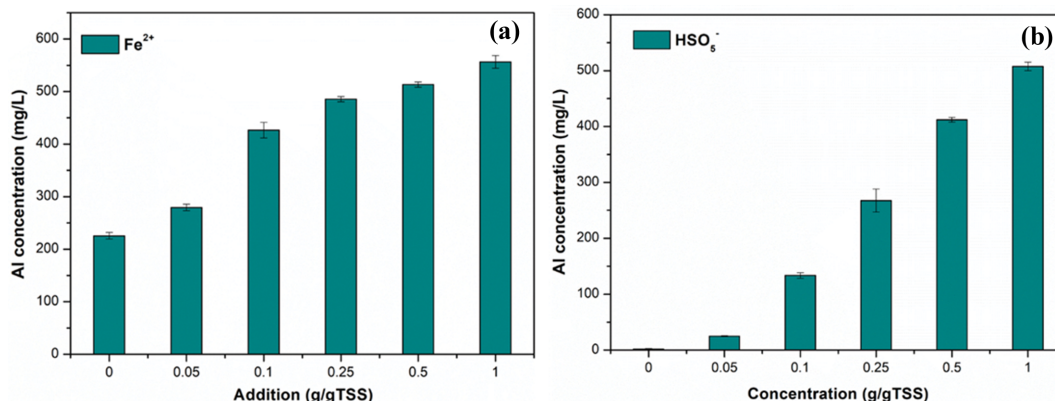 (a)
Fe²⁺
600
500
400
300
200
100
0
Al concentration (mg/L)
0 0.05 0.1 0.25 0.5 1
Addition (g/gTSS)
(b)
HSO₅⁻
600
500
400
300
200
100
0
Al concentration (mg/L)
0 0.05 0.1 0.25 0.5 1
Concentration (g/gTSS)